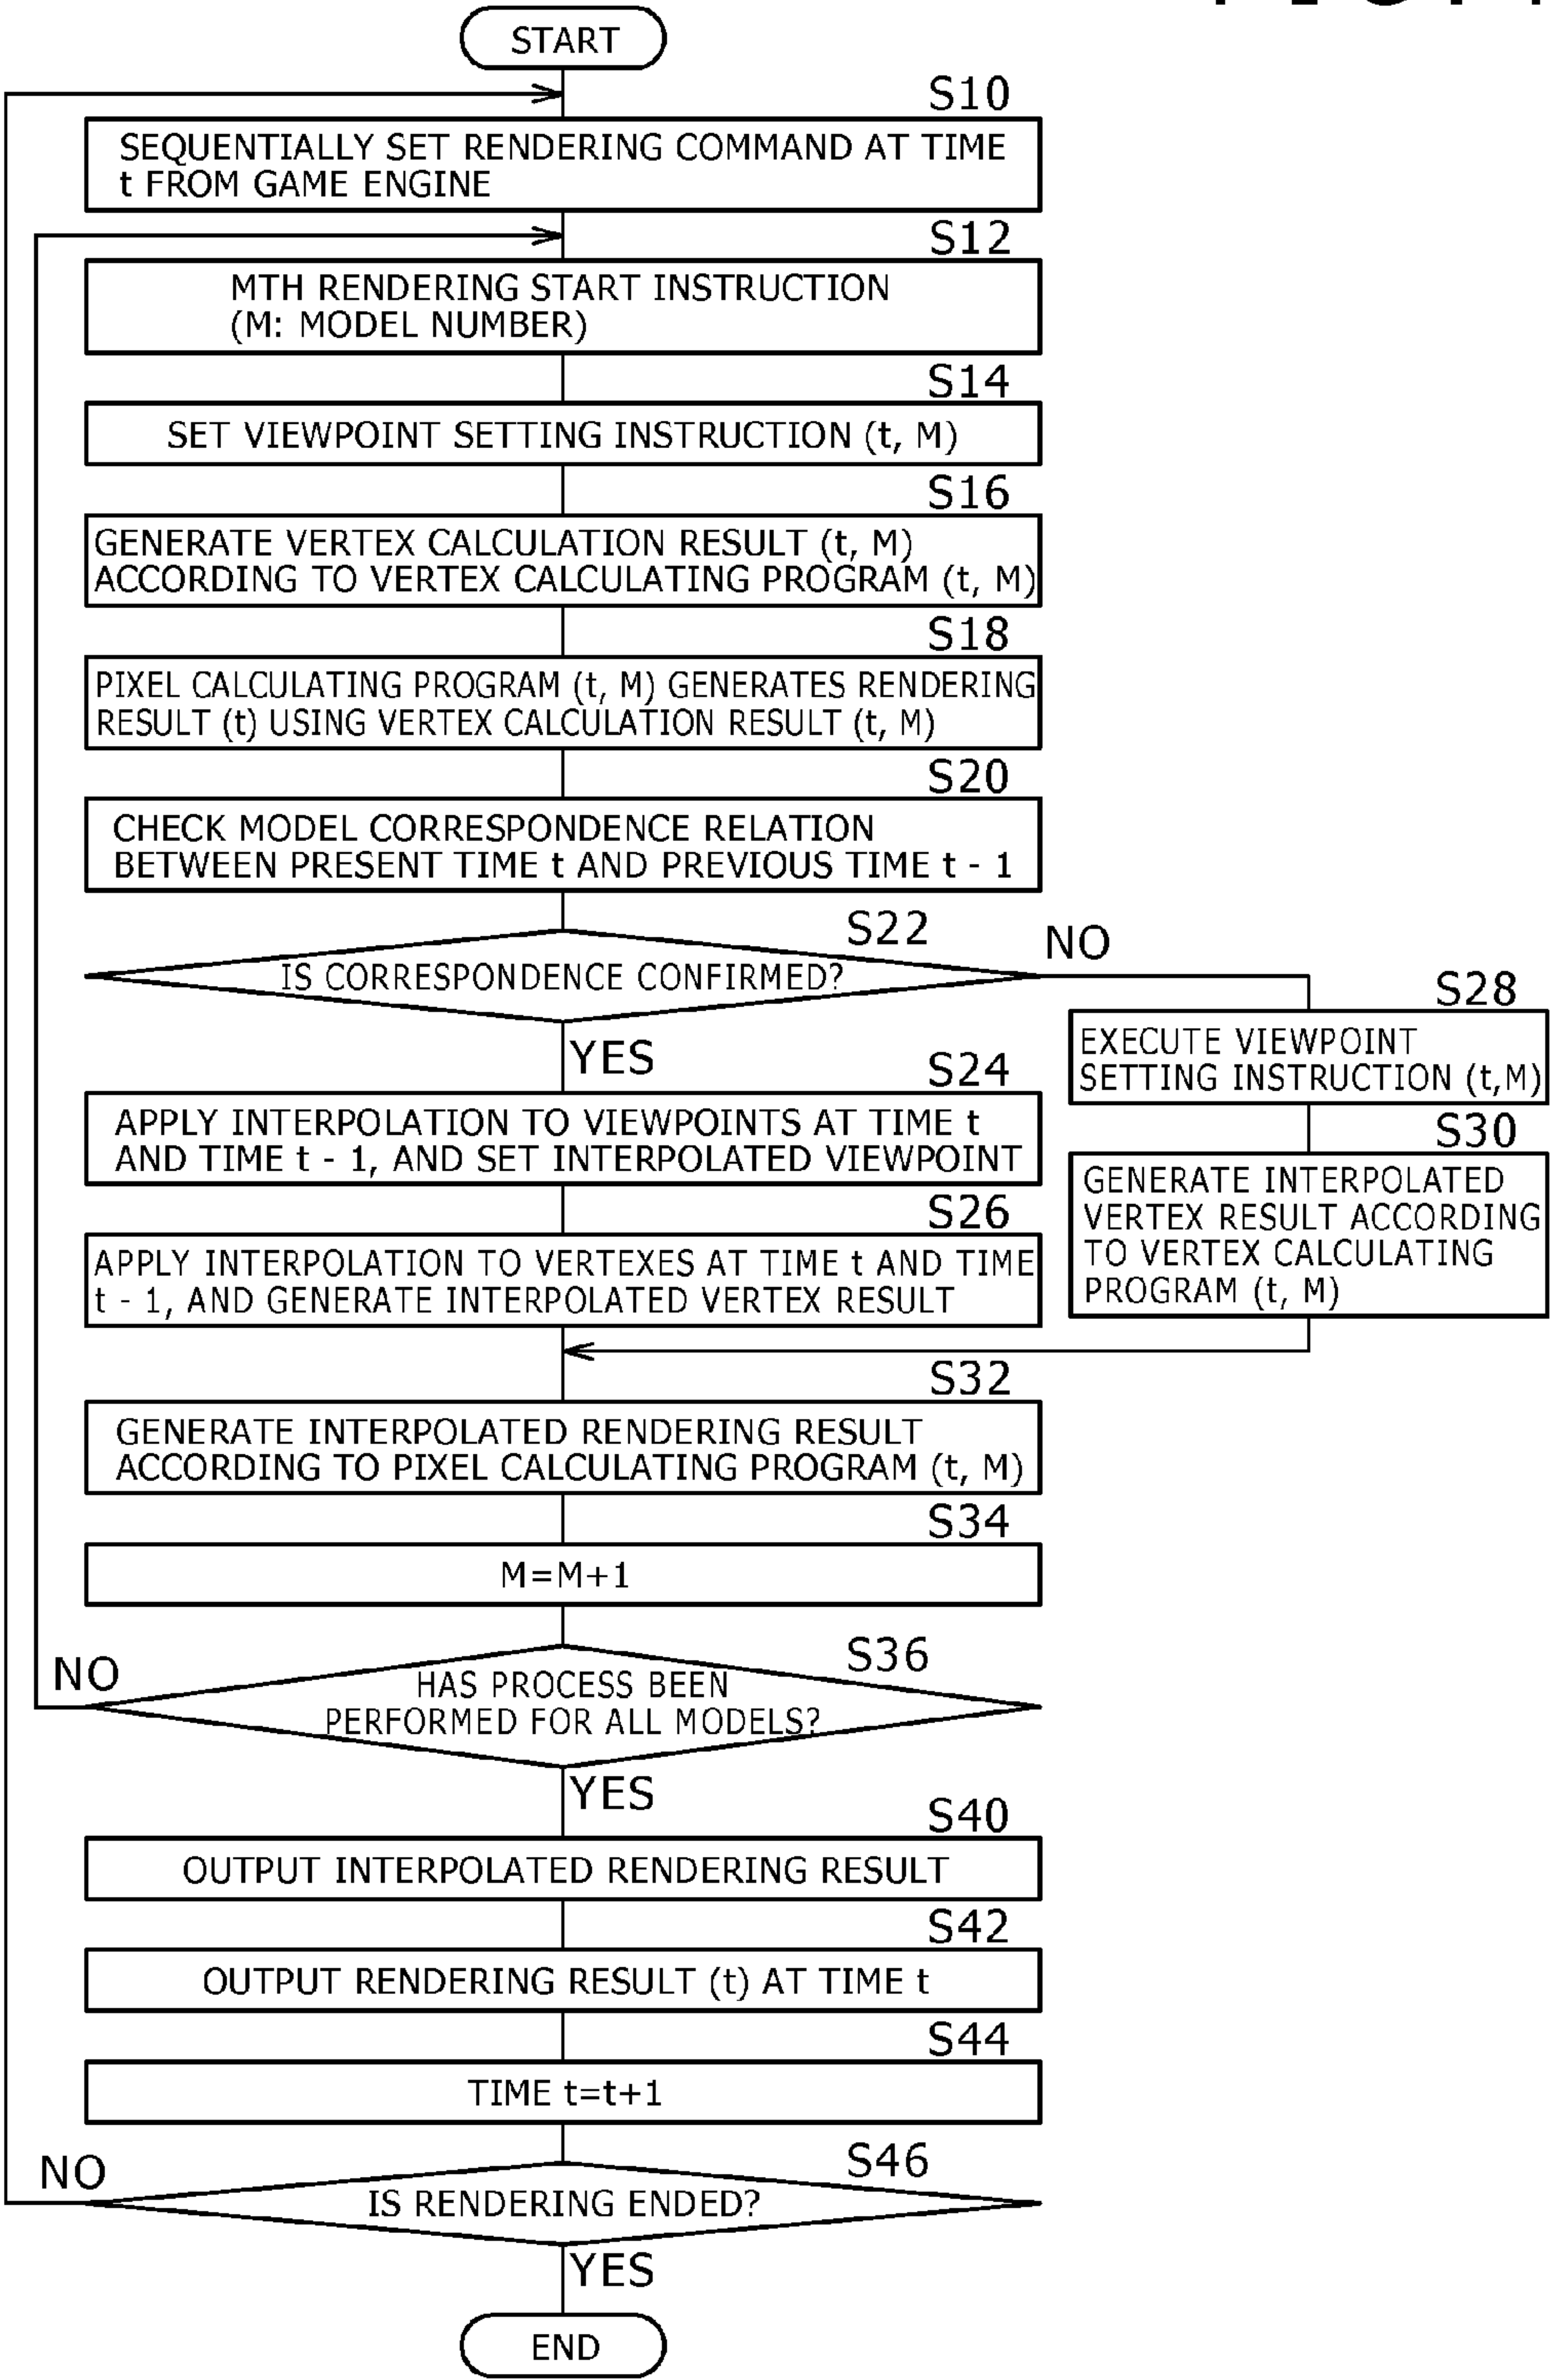 START
S10
SEQUENTIALLY SET RENDERING COMMAND AT TIME
t FROM GAME ENGINE
S12
MTH RENDERING START INSTRUCTION
(M: MODEL NUMBER)
S14
SET VIEWPOINT SETTING INSTRUCTION (t, M)
S16
GENERATE VERTEX CALCULATION RESULT (t, M)
ACCORDING TO VERTEX CALCULATING PROGRAM (t, M)
S18
PIXEL CALCULATING PROGRAM (t, M) GENERATES RENDERING
RESULT (t) USING VERTEX CALCULATION RESULT (t, M)
S20
CHECK MODEL CORRESPONDENCE RELATION
BETWEEN PRESENT TIME t AND PREVIOUS TIME t - 1
S22
IS CORRESPONDENCE CONFIRMED?
NO
YES
S28
EXECUTE VIEWPOINT
SETTING INSTRUCTION (t,M)
S30
GENERATE INTERPOLATED
VERTEX RESULT ACCORDING
TO VERTEX CALCULATING
PROGRAM (t, M)
S24
APPLY INTERPOLATION TO VIEWPOINTS AT TIME t
AND TIME t - 1, AND SET INTERPOLATED VIEWPOINT
S26
APPLY INTERPOLATION TO VERTEXES AT TIME t AND TIME
t - 1, AND GENERATE INTERPOLATED VERTEX RESULT
S32
GENERATE INTERPOLATED RENDERING RESULT
ACCORDING TO PIXEL CALCULATING PROGRAM (t, M)
S34
M=M+1
S36
NO
HAS PROCESS BEEN
PERFORMED FOR ALL MODELS?
YES
S40
OUTPUT INTERPOLATED RENDERING RESULT
S42
OUTPUT RENDERING RESULT (t) AT TIME t
S44
TIME t=t+1
S46
NO
IS RENDERING ENDED?
YES
END